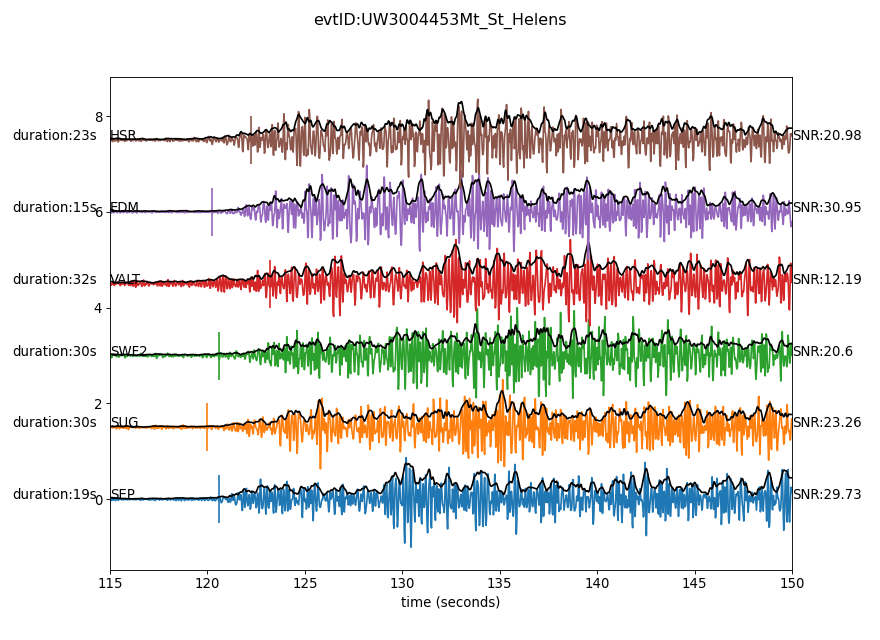 evtID:UW3004453Mt_St_Helens
8
duration:23s HSR SNR:20.98
duration:15s EDM SNR:30.95
6
duration:32s VALT SNR:12.19
4
duration:30s SWF2 SNR:20.6
2
duration:30s SUG SNR:23.26
duration:19s SEP SNR:29.73
0
115 120 125 130 135 140 145 150
time (seconds)